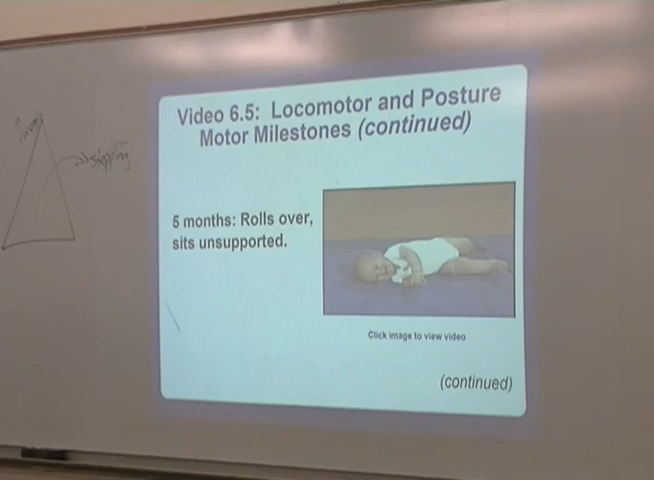 Video 6.5: Locomotor and Posture
Motor Milestones (continued)
5 months: Rolls over,
sits unsupported.
Click image to view video
(continued)
stepping